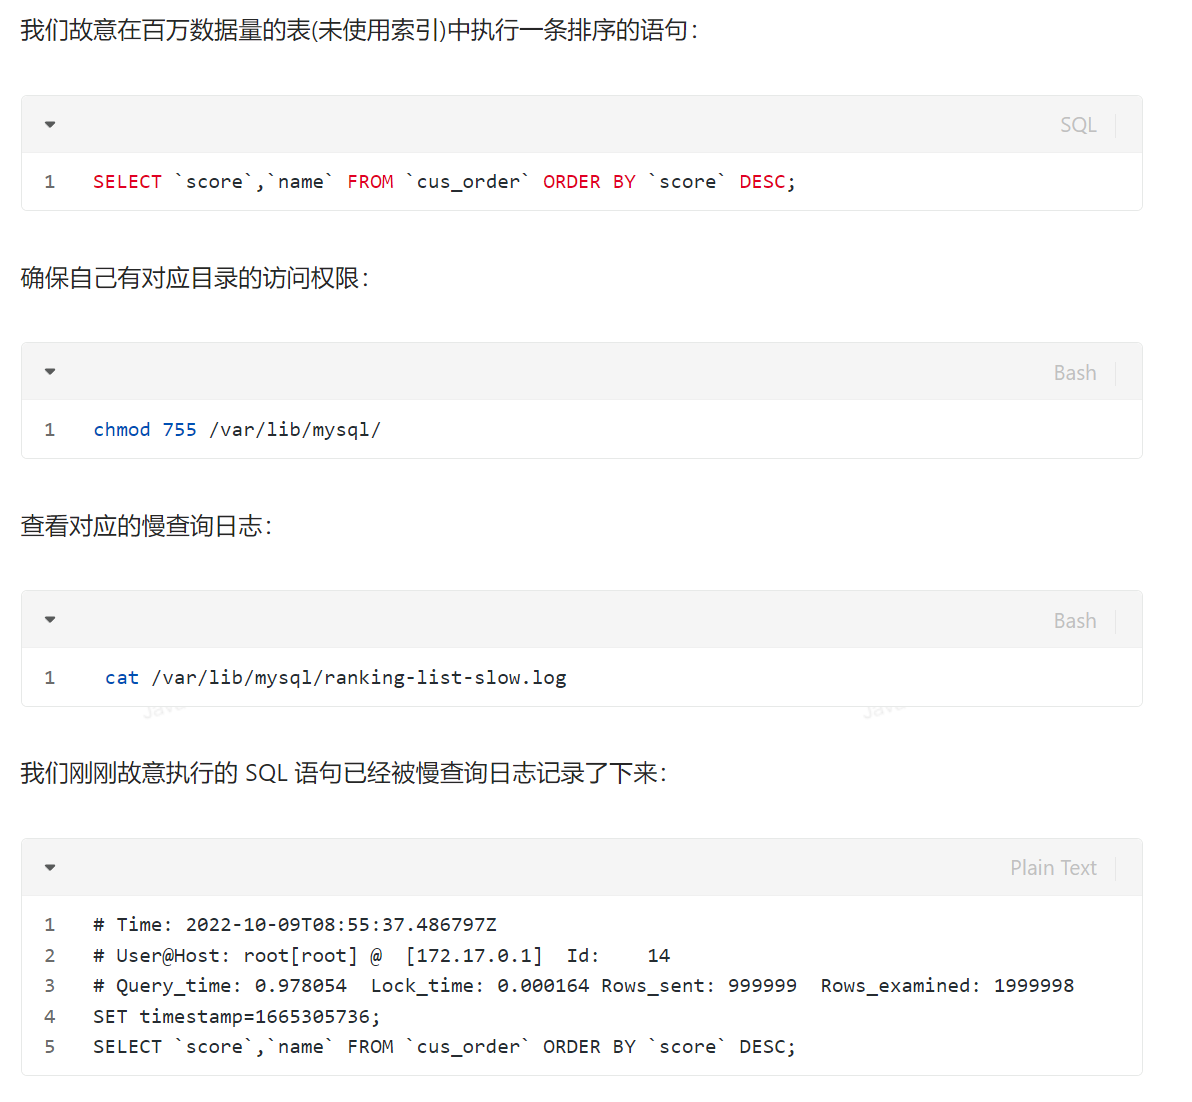 我们故意在百万数据量的表(未使用索引)中执行一条排序的语句：
SQL
1 SELECT `score`,`name` FROM `cus_order` ORDER BY `score` DESC;
确保自己有对应目录的访问权限：
Bash
1 chmod 755 /var/lib/mysql/
查看对应的慢查询日志：
Bash
1 cat /var/lib/mysql/ranking-list-slow.log
我们刚刚故意执行的 SQL 语句已经被慢查询日志记录了下来：
Plain Text
1 # Time: 2022-10-09T08:55:37.486797Z
2 # User@Host: root[root] @  [172.17.0.1]  Id:    14
3 # Query_time: 0.978054  Lock_time: 0.000164 Rows_sent: 999999  Rows_examined: 1999998
4 SET timestamp=1665305736;
5 SELECT `score`,`name` FROM `cus_order` ORDER BY `score` DESC;